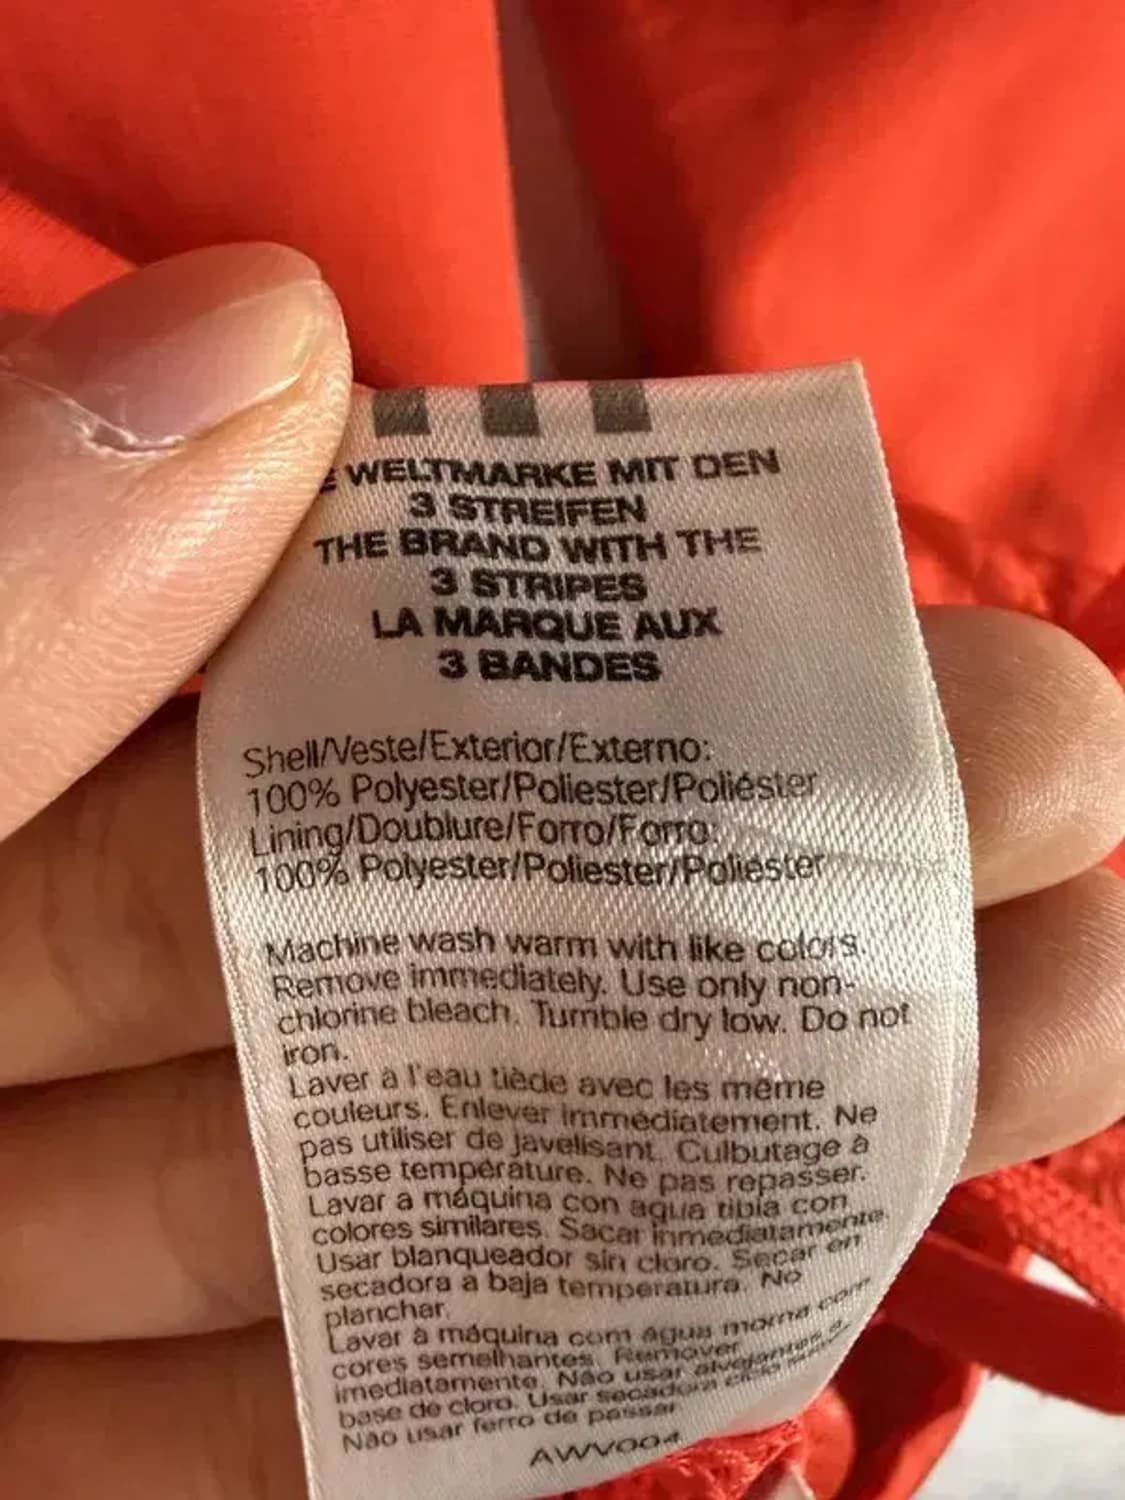 WELTMARKE MIT DEN
3 STREIFEN
THE BRAND WITH THE
3 STRIPES
LA MARQUE AUX
3 BANDES
Shell/Veste/Exterior/Externo:
100% Polyester/Poliester/Poliéster
Lining/Doublure/Forro/Forro:
100% Polyester/Poliester/Poliéster
Machine wash warm with like colors.
Remove immediately. Use only non-
chlorine bleach. Tumble dry low. Do not
iron.
Laver à l'eau tiède avec les même
couleurs. Enlever immédiatement. Ne
pas utiliser de javelisant. Culbutage à
basse température. Ne pas repasser.
Lavar a máquina con agua tibia con
colores similares. Sacar inmediatamente.
Usar blanqueador sin cloro. Secar en
secadora a baja temperatura. No
planchar.
Lavar à máquina com água morna com
cores semelhantes. Remover
imediatamente. Não usar alvejantes a
base de cloro. Usar secadora ciclo
Não usar ferro de passar
AWV004